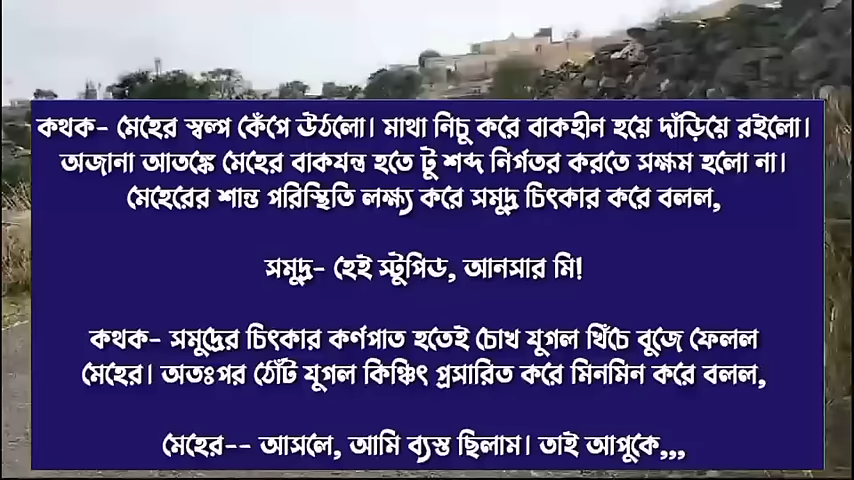 কথক- মেহের স্বল্প কেঁপে উঠলো। মাথা নিচু করে বাকহীন হয়ে দাঁড়িয়ে রইলো।
অজানা আতঙ্কে মেহের বাকযন্ত্র হতে টু শব্দ নির্গতর করতে সক্ষম হলো না।
মেহেরের শান্ত পরিস্থিতি লক্ষ্য করে সমুদ্র চিৎকার করে বলল,
সমুদ্র- হেই স্টুপিড, আনসার মি!
কথক- সমুদ্রের চিৎকার কর্ণপাত হতেই চোখ যুগল খিঁচে বুজে ফেলল
মেহের। অতঃপর ঠোঁট যুগল কিঞ্চিৎ প্রসারিত করে মিনমিন করে বলল,
মেহের-- আসলে, আমি ব্যস্ত ছিলাম। তাই আপুকে,,,